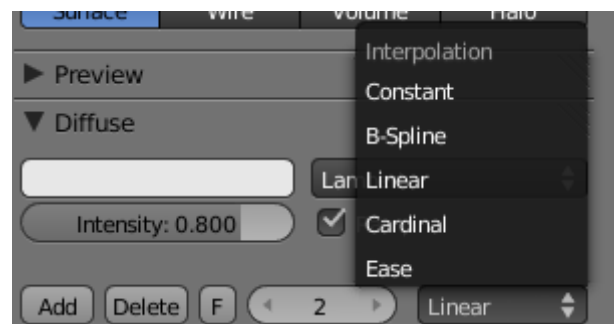 Surface Wire Volume Halo
Interpolation
Preview
Constant
Diffuse
B-Spline
Lan Linear
Intensity: 0.800
Cardinal
Ease
Add Delete F 2 Linear